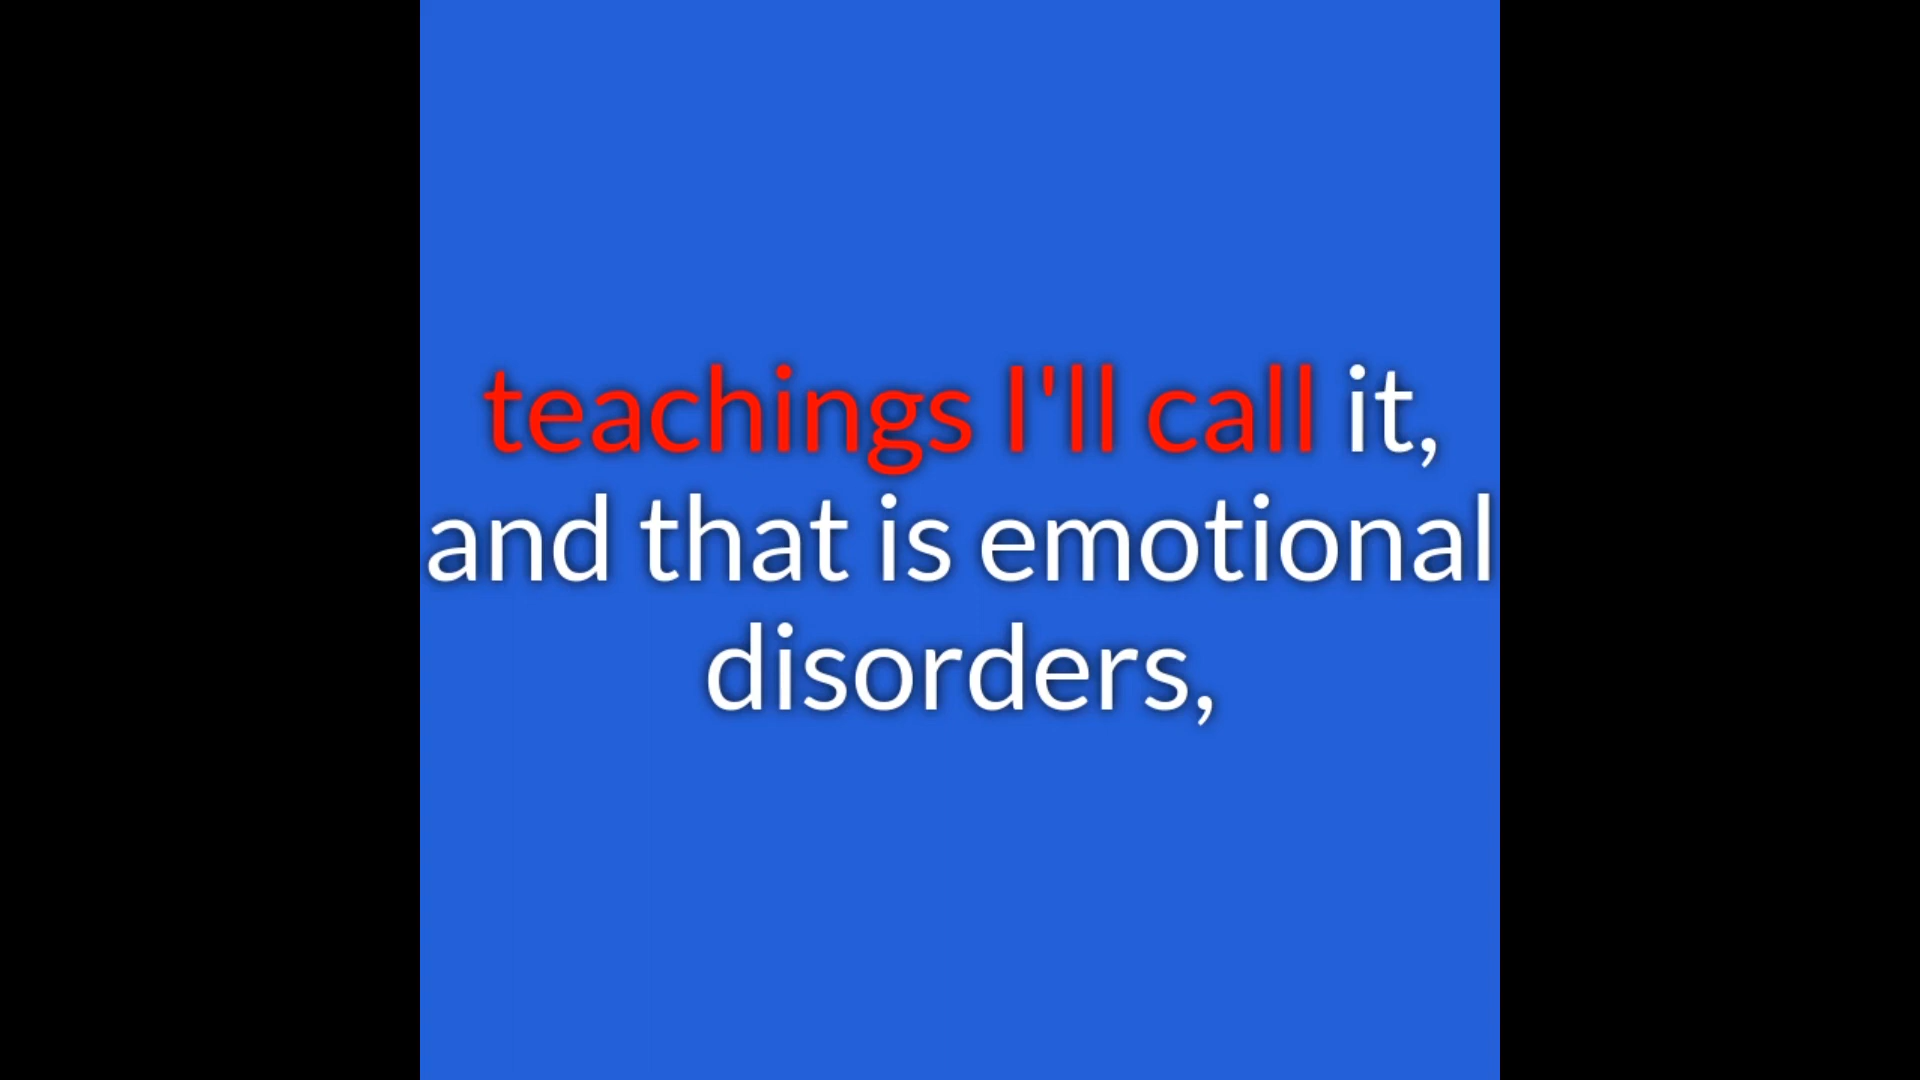 teachings I'll call it,
and that is emotional
disorders,